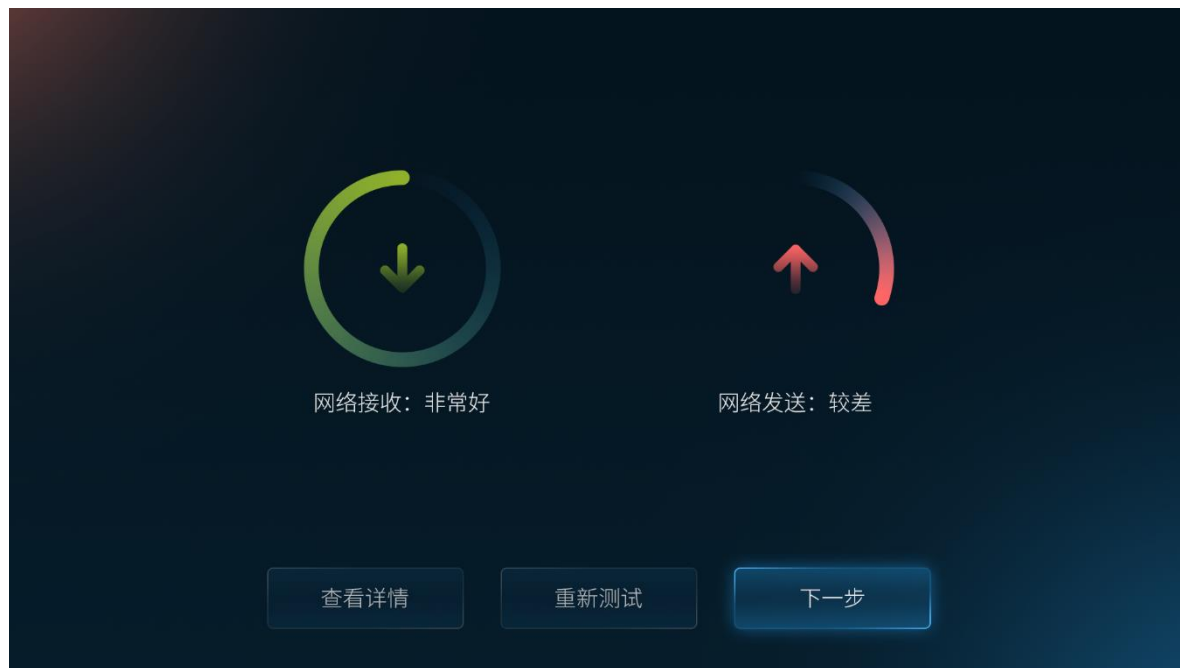 网络接收：非常好
网络发送：较差
查看详情
重新测试
下一步